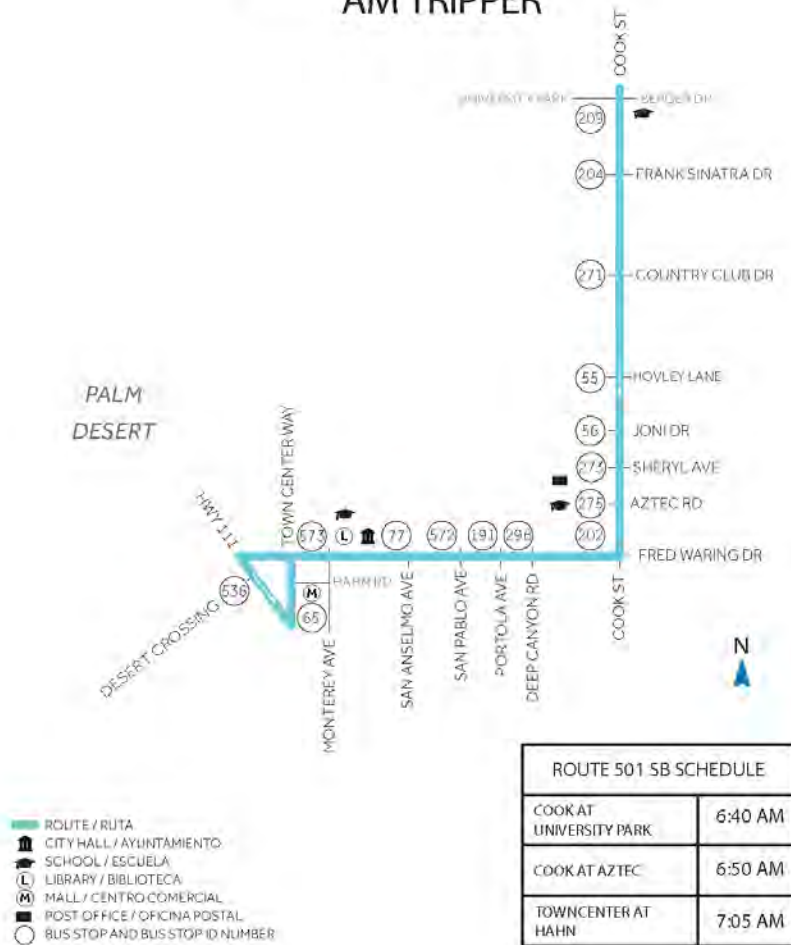 AM TRIPPER
COOK ST
UNIVERSITY PARK
BERGER DR
209
204
FRANK SINATRA DR
271
COUNTRY CLUB DR
55
HOVLEY LANE
PALM
DESERT
56
JONI DR
273
SHERYL AVE
275
AZTEC RD
TOWN CENTER WAY
HWY 111
573
L
77
572
191
296
202
FRED WARING DR
536
HAHN RD
M
65
DESERT CROSSING
MONTEREY AVE
SAN ANSELMO AVE
SAN PABLO AVE
PORTOLA AVE
DEEP CANYON RD
COOK ST
N
ROUTE 501 SB SCHEDULE
COOK AT
UNIVERSITY PARK
6:40 AM
COOK AT AZTEC
6:50 AM
TOWNCENTER AT
HAHN
7:05 AM
ROUTE / RUTA
CITY HALL / AYUNTAMIENTO
SCHOOL / ESCUELA
L LIBRARY / BIBLIOTECA
M MALL / CENTRO COMERCIAL
POST OFFICE / OFICINA POSTAL
BUS STOP AND BUS STOP ID NUMBER